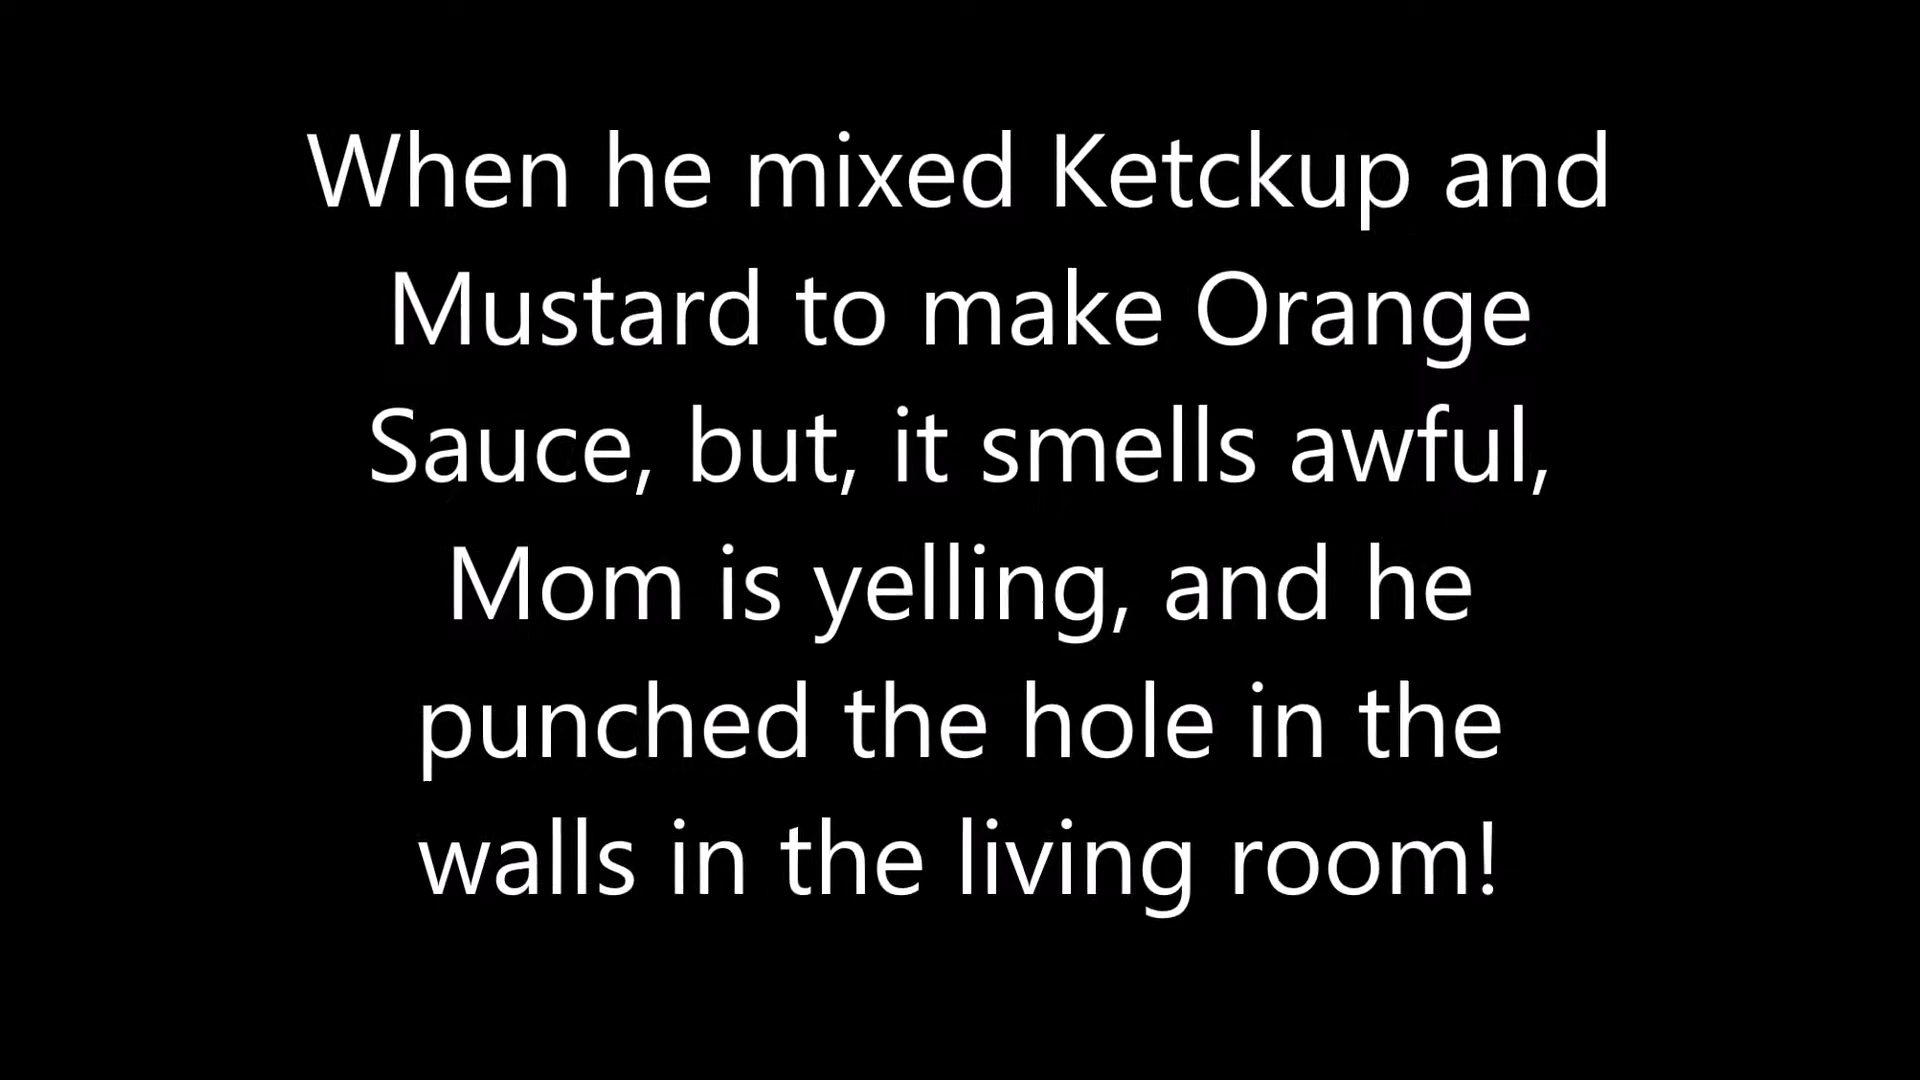 When he mixed Ketckup and
Mustard to make Orange
Sauce, but, it smells awful,
Mom is yelling, and he
punched the hole in the
walls in the living room!